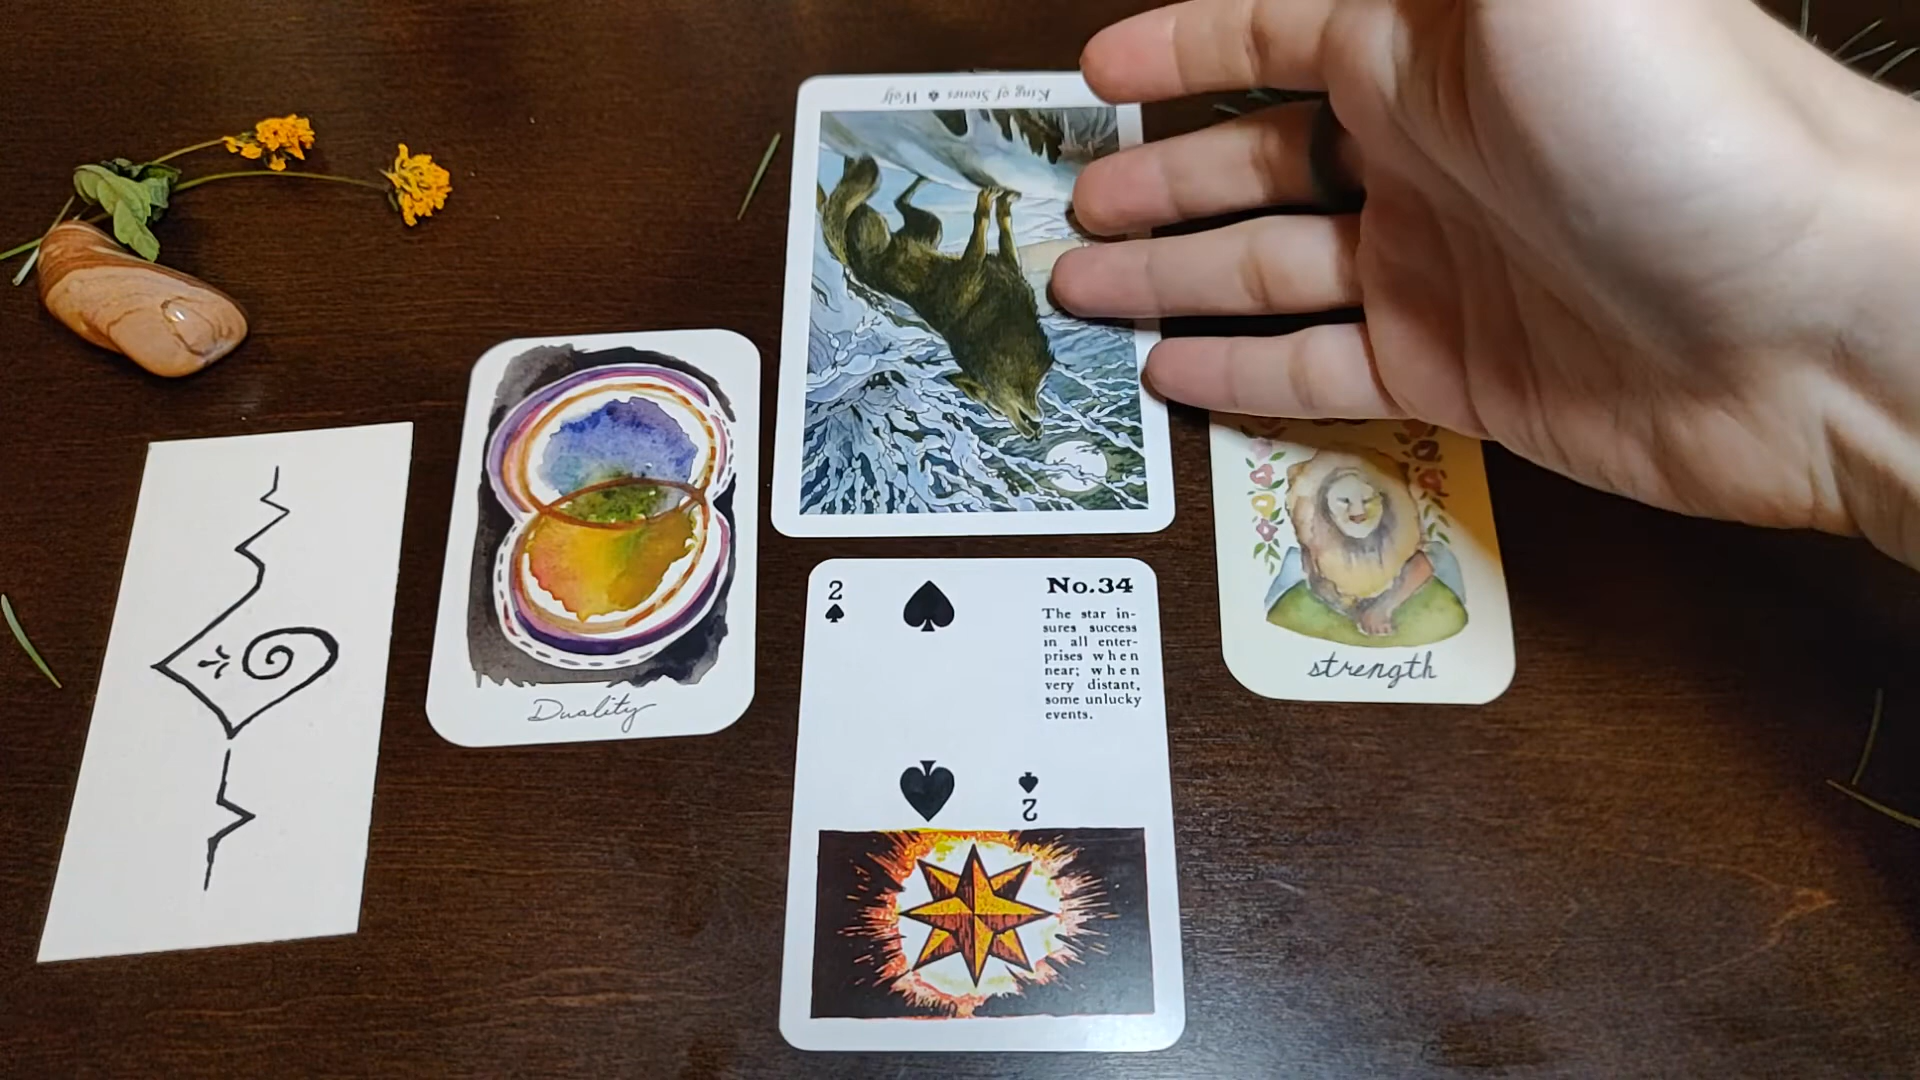 King of Stones ♠ Wolf
Duality
2
No.34
The star in-
sures success
in all enter-
prises when
near; when
very distant,
some unlucky
events.
2
strength